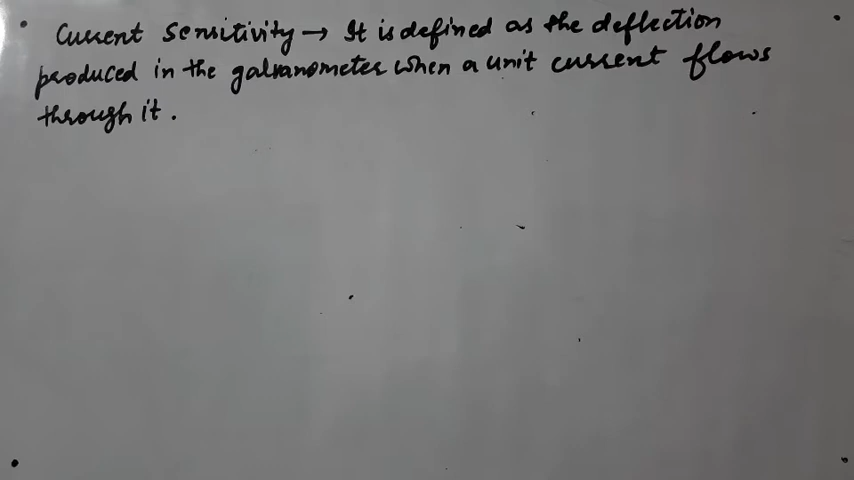 • Current Sensitivity → It is defined as the deflection
produced in the galvanometer when a unit current flows
through it.